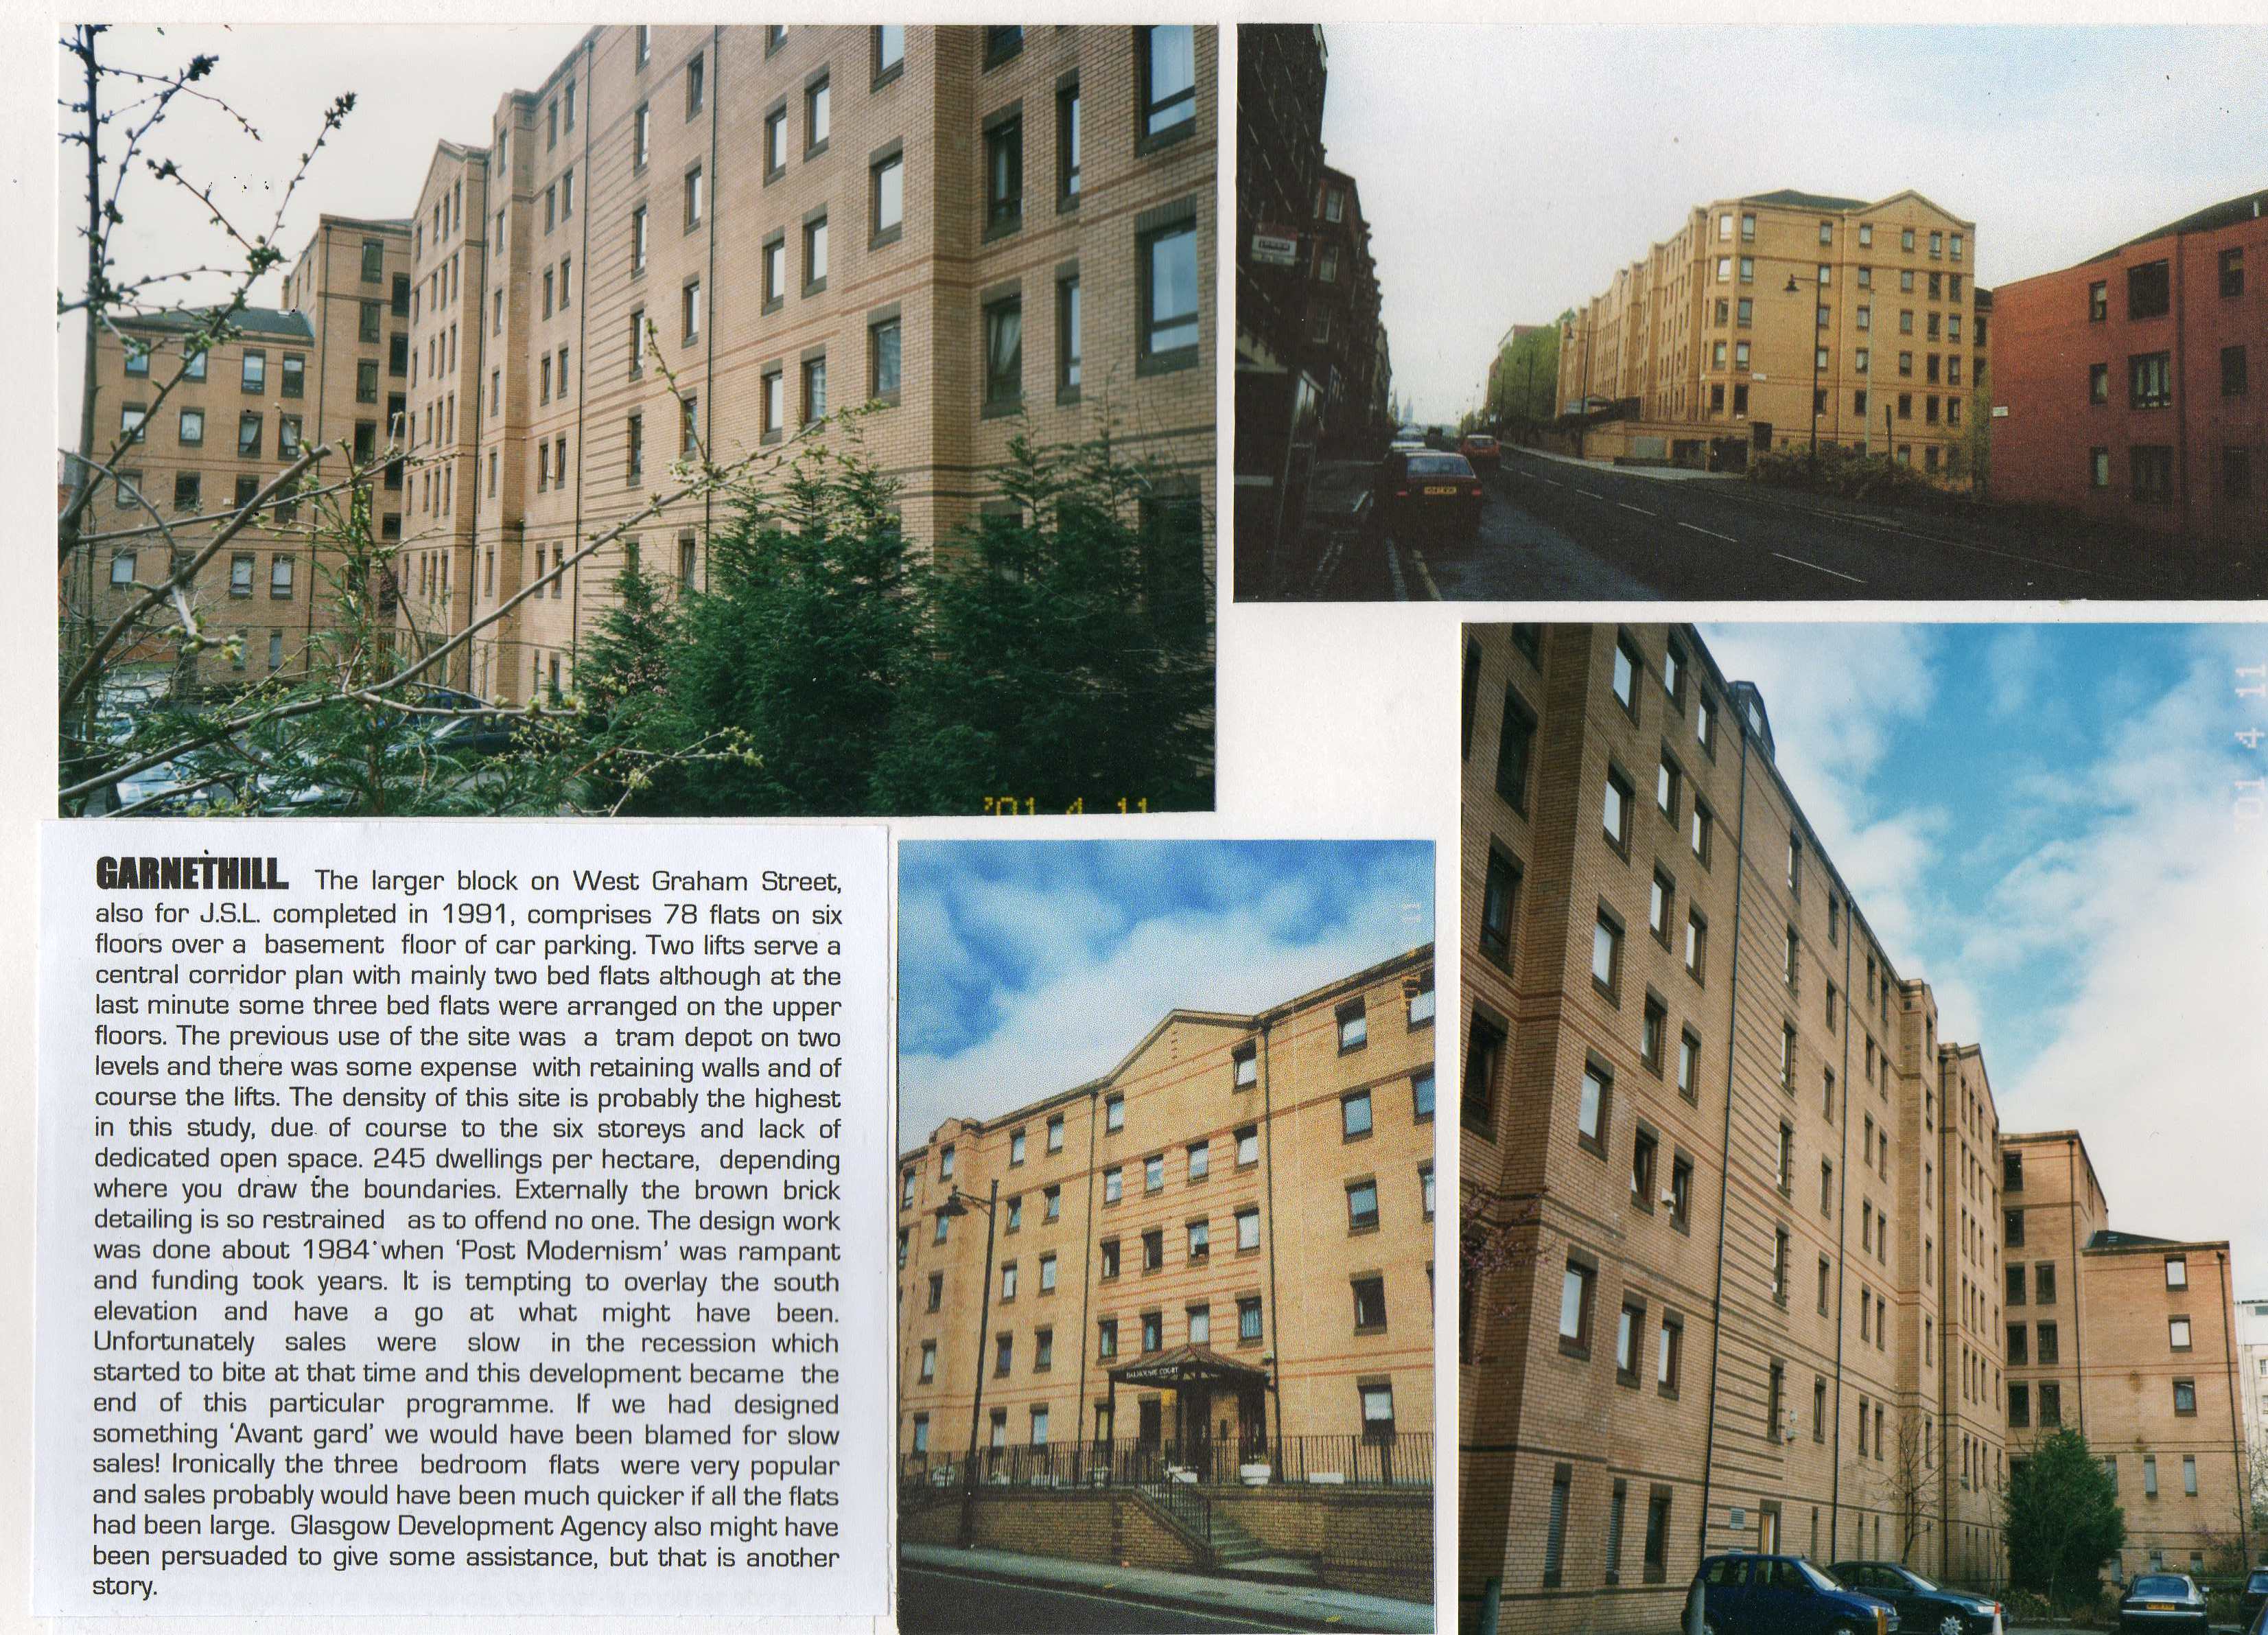 '01 4 11
'01 4 11
GARNETHILL The larger block on West Graham Street,
also for J.S.L. completed in 1991, comprises 78 flats on six
floors over a basement floor of car parking. Two lifts serve a
central corridor plan with mainly two bed flats although at the
last minute some three bed flats were arranged on the upper
floors. The previous use of the site was a tram depot on two
levels and there was some expense with retaining walls and of
course the lifts. The density of this site is probably the highest
in this study, due of course to the six storeys and lack of
dedicated open space. 245 dwellings per hectare, depending
where you draw the boundaries. Externally the brown brick
detailing is so restrained as to offend no one. The design work
was done about 1984 when 'Post Modernism' was rampant
and funding took years. It is tempting to overlay the south
elevation and have a go at what might have been.
Unfortunately sales were slow in the recession which
started to bite at that time and this development became the
end of this particular programme. If we had designed
something 'Avant gard' we would have been blamed for slow
sales! Ironically the three bedroom flats were very popular
and sales probably would have been much quicker if all the flats
had been large. Glasgow Development Agency also might have
been persuaded to give some assistance, but that is another
story.
DALHOUSIE COURT